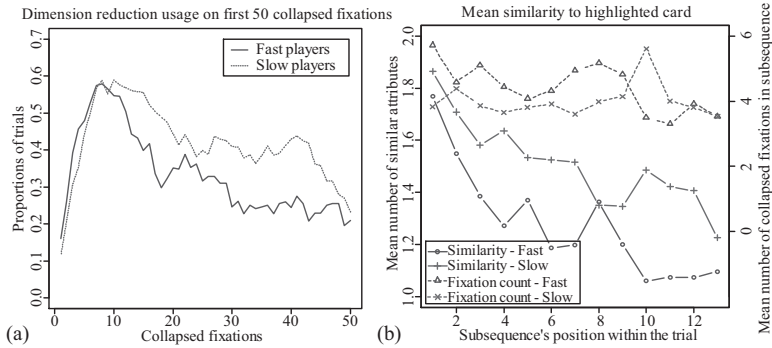 Dimension reduction usage on first 50 collapsed fixations
Proportions of trials
0.0 0.1 0.2 0.3 0.4 0.5 0.6 0.7
Fast players
Slow players
0 10 20 30 40 50
Collapsed fixations
(a)
Mean similarity to highlighted card
Mean number of similar attributes
1.0 1.2 1.4 1.6 1.8 2.0
Similarity - Fast
Similarity - Slow
Fixation count - Fast
Fixation count - Slow
2 4 6 8 10 12
Subsequence's position within the trial
0 2 4 6
Mean number of collapsed fixations in subsequence
(b)